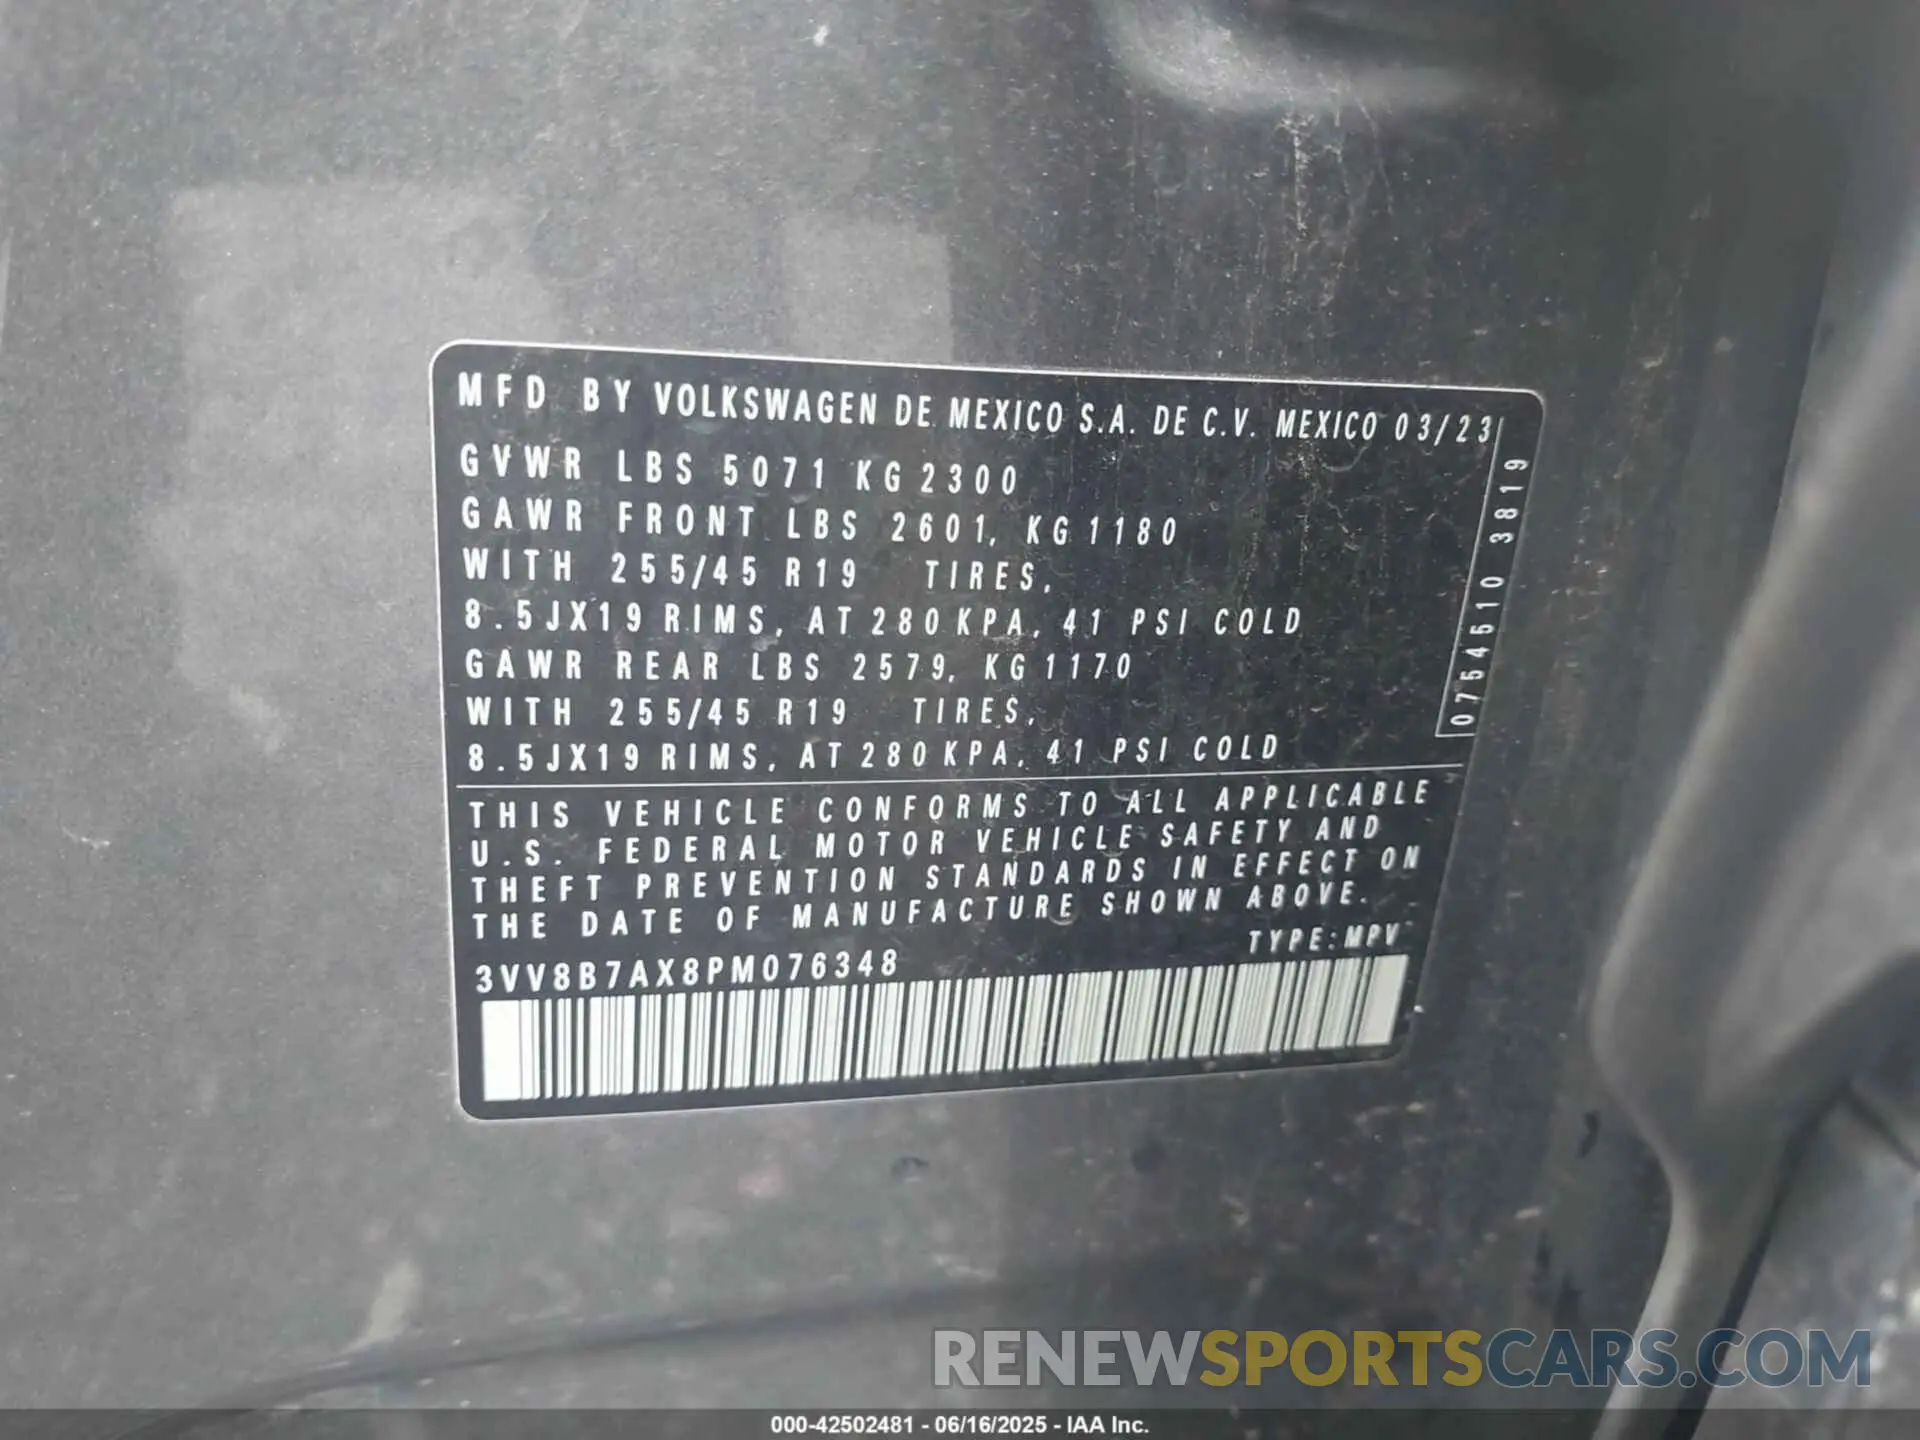 MFD BY VOLKSWAGEN DE MEXICO S.A. DE C.V. MEXICO 03/23
GVWR LBS 5071 KG 2300
GAWR FRONT LBS 2601, KG 1180
WITH 255/45 R19 TIRES,
8.5JX19 RIMS, AT 280 KPA, 41 PSI COLD
GAWR REAR LBS 2579, KG 1170
WITH 255/45 R19 TIRES,
8.5JX19 RIMS, AT 280 KPA, 41 PSI COLD
0754510 3819
THIS VEHICLE CONFORMS TO ALL APPLICABLE
U.S. FEDERAL MOTOR VEHICLE SAFETY AND
THEFT PREVENTION STANDARDS IN EFFECT ON
THE DATE OF MANUFACTURE SHOWN ABOVE.
TYPE:MPV
3VV8B7AX8PM076348
RENEWSPORTSCARS.COM
000-42502481 - 06/16/2025 - IAA Inc.